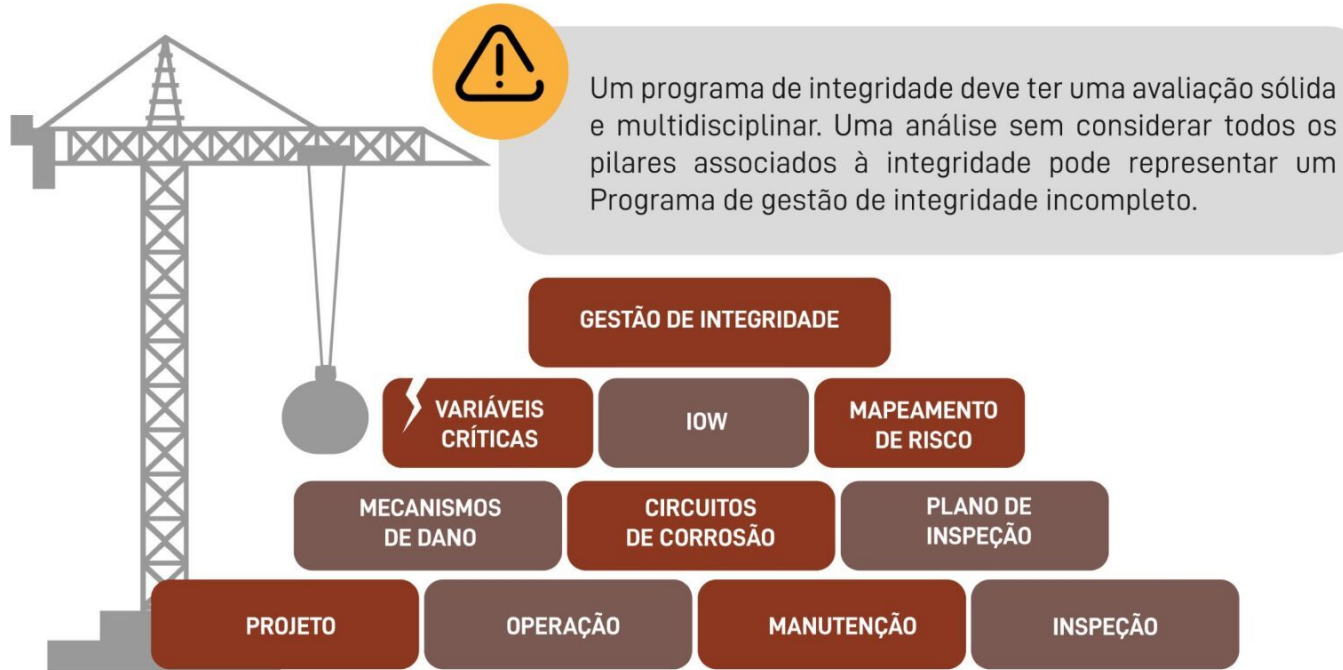 Um programa de integridade deve ter uma avaliação sólida
e multidisciplinar. Uma análise sem considerar todos os
pilares associados à integridade pode representar um
Programa de gestão de integridade incompleto.
GESTÃO DE INTEGRIDADE
VARIÁVEIS
CRÍTICAS
IOW
MAPEAMENTO
DE RISCO
MECANISMOS
DE DANO
CIRCUITOS
DE CORROSÃO
PLANO DE
INSPEÇÃO
PROJETO
OPERAÇÃO
MANUTENÇÃO
INSPEÇÃO